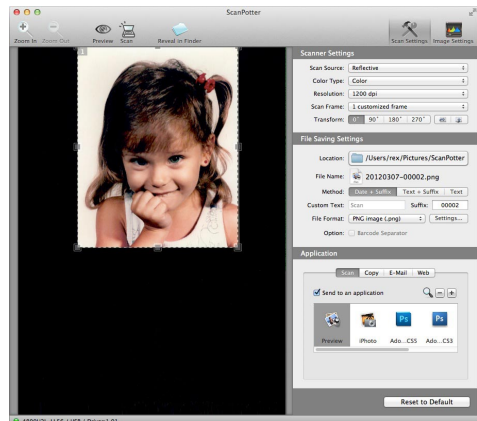 ScanPotter
Zoom In Zoom Out Preview Scan Reveal in Finder Scan Settings Image Settings
1
Scanner Settings
Scan Source: Reflective
Color Type: Color
Resolution: 1200 dpi
Scan Frame: 1 customized frame
Transform: 0° 90° 180° 270°
File Saving Settings
Location: /Users/rex/Pictures/ScanPotter
File Name: 20120307-00002.png
Method: Date + Suffix Text + Suffix Text
Custom Text: Scan Suffix: 00002
File Format: PNG image (.png) Settings...
Option: Barcode Separator
Application
Scan Copy E-Mail Web
Send to an application
Ps Ps
Preview iPhoto Ado...CS5 Ado...CS3
Reset to Default